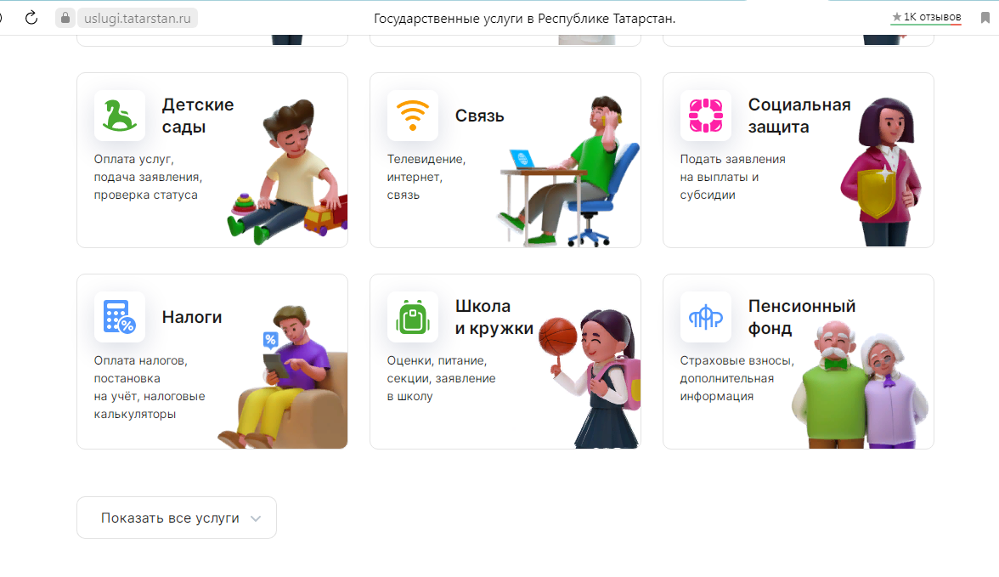 uslugi.tatarstan.ru
Государственные услуги в Республике Татарстан.
★ 1K отзывов
Детские
сады
Оплата услуг,
подача заявления,
проверка статуса
Связь
Телевидение,
интернет,
связь
Социальная
защита
Подать заявления
на выплаты и
субсидии
Налоги
%
%
Оплата налогов,
постановка
на учёт, налоговые
калькуляторы
Школа
и кружки
Оценки, питание,
секции, заявление
в школу
Пенсионный
фонд
Страховые взносы,
дополнительная
информация
Показать все услуги